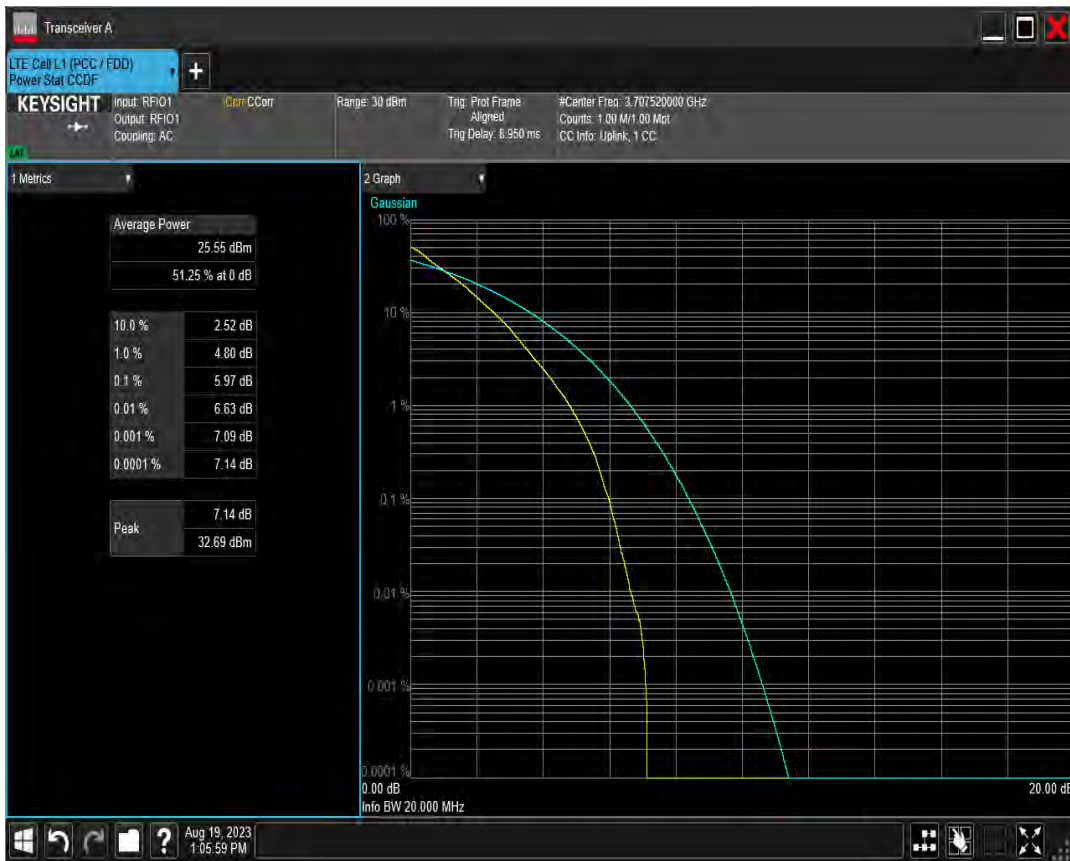 Transceiver A
LTE Cell L1 (PCC / FDD)
Power Stat CCDF
+
KEYSIGHT
Input: RFIO1
Output: RFIO1
Coupling: AC
Corr CCorr
Range: 30 dBm
Trig: Prot Frame
Aligned
Trig Delay: 8.950 ms
#Center Freq: 3.707520000 GHz
Counts: 1.00 M/1.00 Mpt
CC Info: Uplink, 1 CC
LXI
1 Metrics
Average Power
25.55 dBm
51.25 % at 0 dB
10.0 % 2.52 dB
1.0 % 4.80 dB
0.1 % 5.97 dB
0.01 % 6.63 dB
0.001 % 7.09 dB
0.0001 % 7.14 dB
Peak 7.14 dB
32.69 dBm
2 Graph
Gaussian
100 %
10 %
1 %
0.1 %
0.01 %
0.001 %
0.0001 %
0.00 dB 20.00 dB
Info BW 20.000 MHz
?
Aug 19, 2023
1:05:59 PM